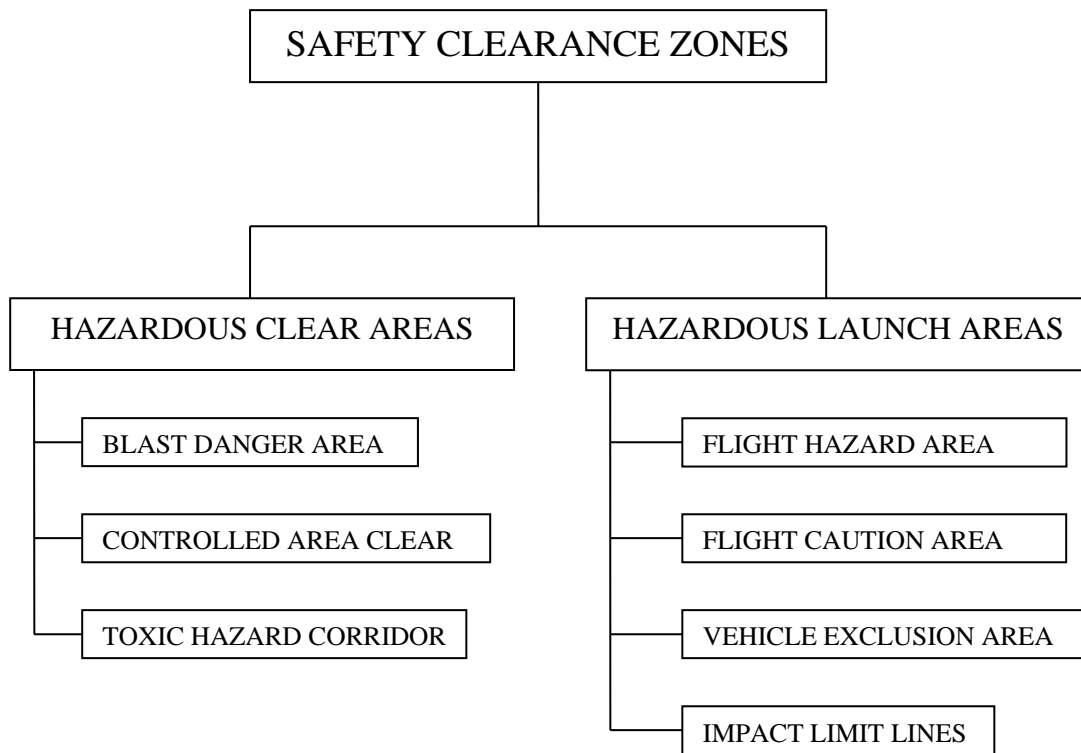 SAFETY CLEARANCE ZONES
HAZARDOUS CLEAR AREAS
BLAST DANGER AREA
CONTROLLED AREA CLEAR
TOXIC HAZARD CORRIDOR
HAZARDOUS LAUNCH AREAS
FLIGHT HAZARD AREA
FLIGHT CAUTION AREA
VEHICLE EXCLUSION AREA
IMPACT LIMIT LINES